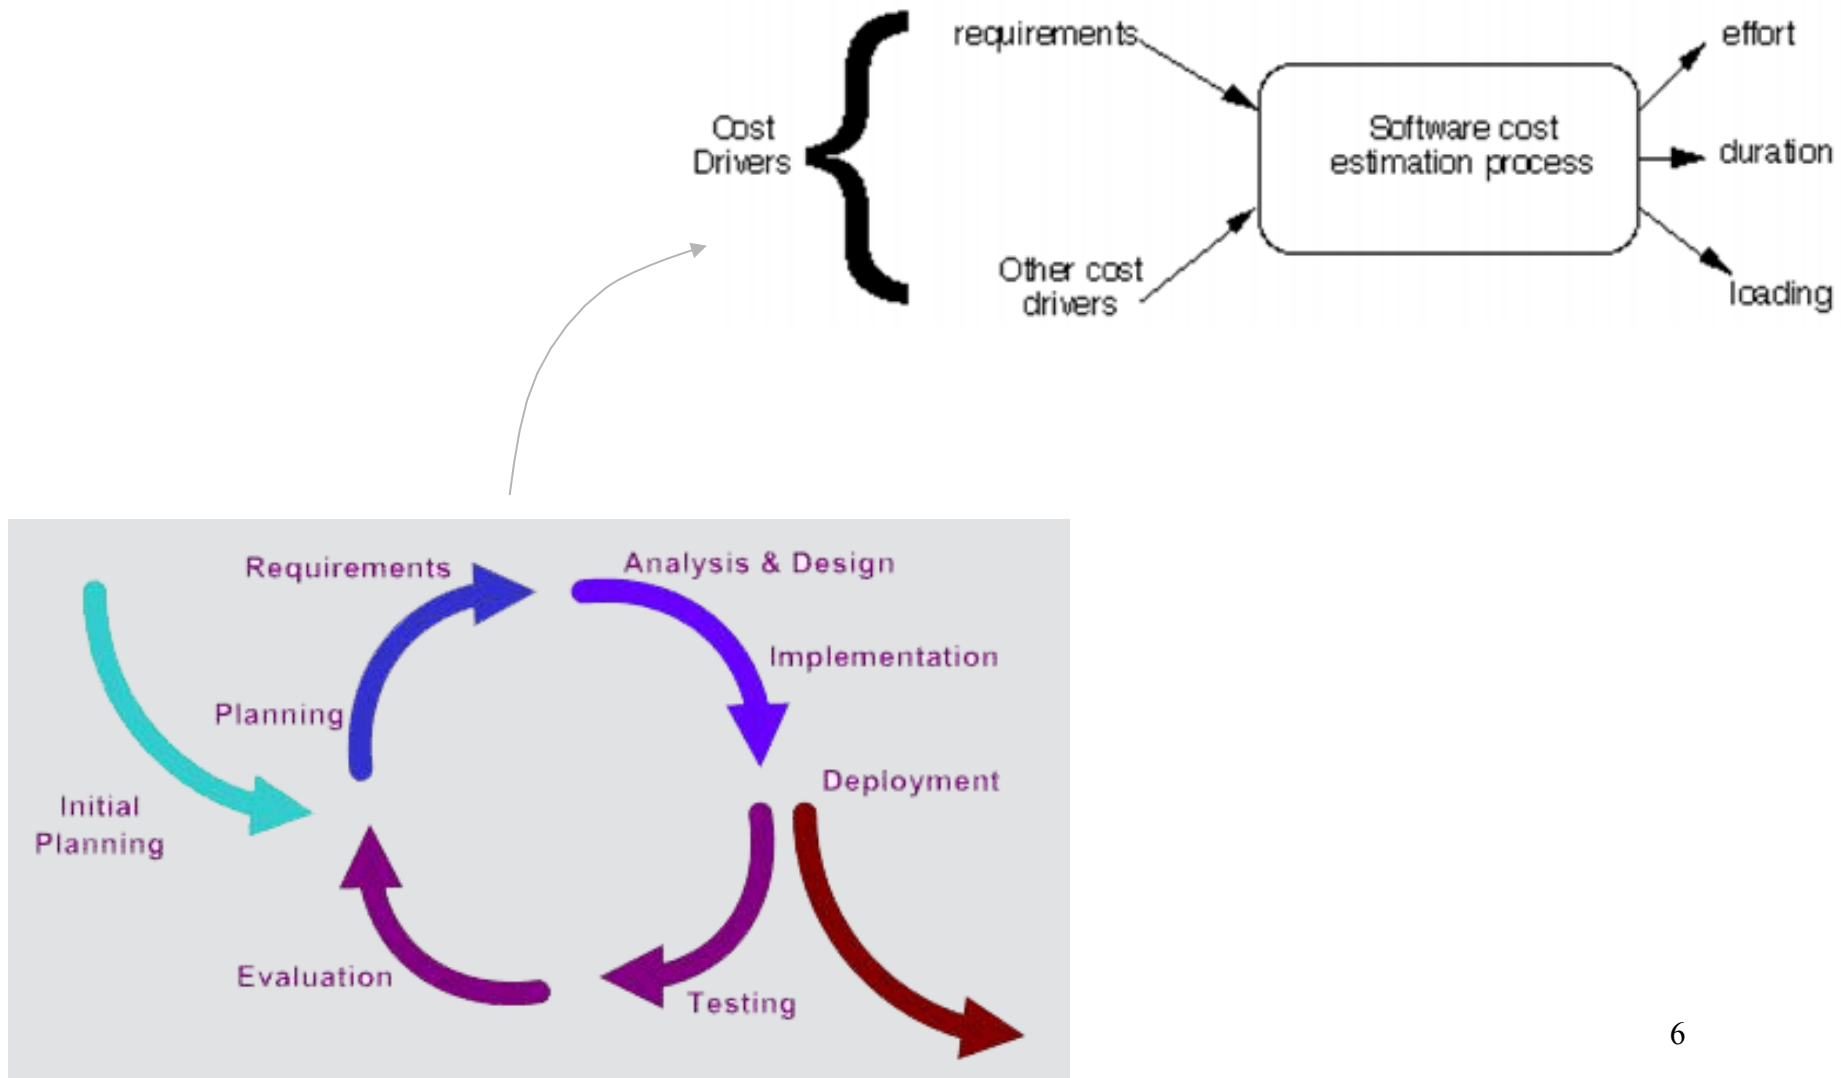 requirements
effort
Cost
Drivers
Software cost
estimation process
duration
Other cost
drivers
loading
Requirements
Analysis & Design
Implementation
Planning
Deployment
Initial
Planning
Evaluation
Testing
6